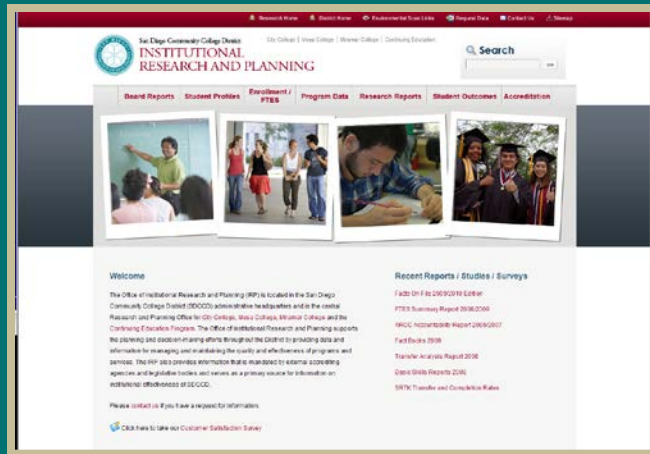 Research Home District Home Environmental Scan Links Request Data Contact Us Sitemap
San Diego Community College District
City College | Mesa College | Miramar College | Continuing Education
INSTITUTIONAL
RESEARCH AND PLANNING
Search
Board Reports Student Profiles Enrollment / FTES Program Data Research Reports Student Outcomes Accreditation
Welcome
The Office of Institutional Research and Planning (IRP) is located in the San Diego
Community College District (SDCCD) administrative headquarters and is the central
Research and Planning Office for City College, Mesa College, Miramar College and the
Continuing Education Program. The Office of Institutional Research and Planning supports
the planning and decision-making efforts throughout the District by providing data and
information for managing and maintaining the quality and effectiveness of programs and
services. The IRP also provides information that is mandated by external accrediting
agencies and legislative bodies and serves as a primary source for information on
institutional effectiveness of SDCCD.
Please contact us if you have a request for information.
Click here to take our Customer Satisfaction Survey
Recent Reports / Studies / Surveys
Facts On File 2009/2010 Edition
FTES Summary Report 2008/2009
ARCC Accountability Report 2006/2007
Fact Books 2008
Transfer Analysis Report 2008
Basic Skills Reports 2008
SRTK Transfer and Completion Rates